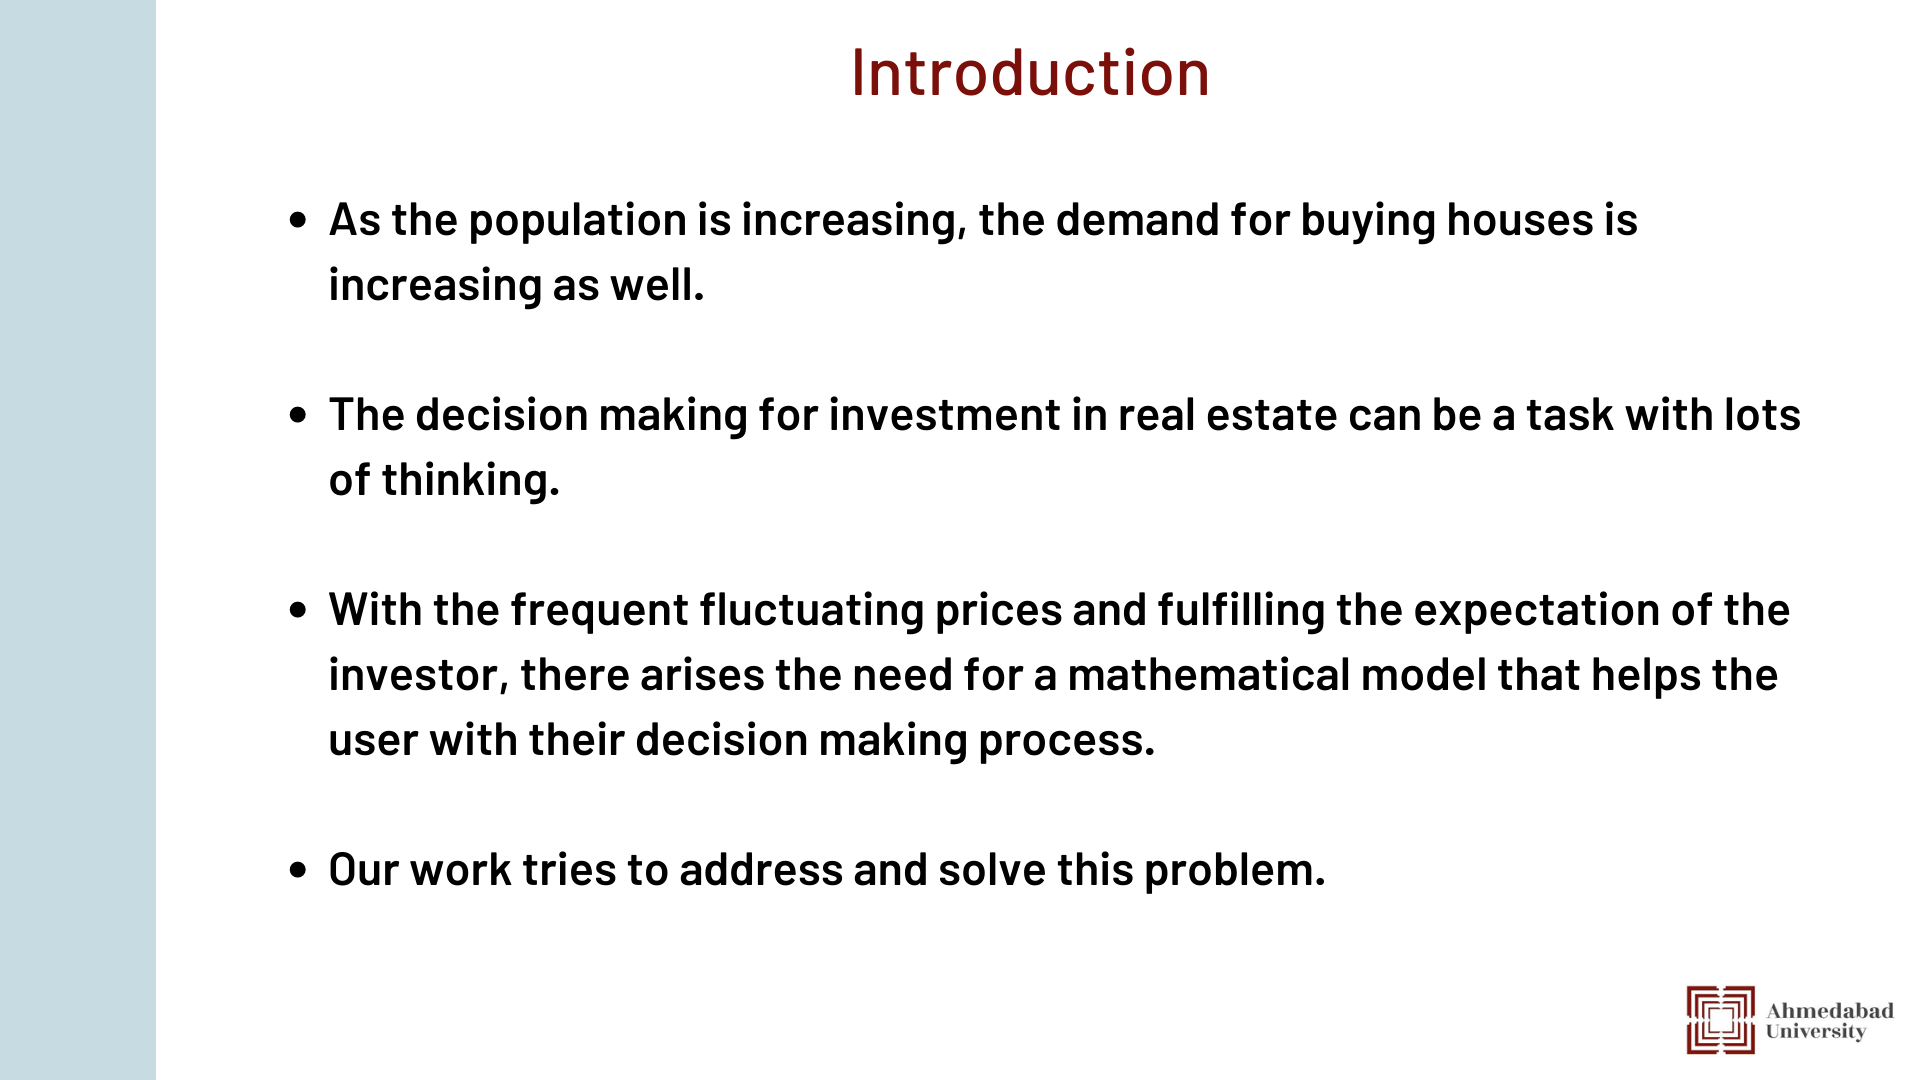 Introduction
• As the population is increasing, the demand for buying houses is
increasing as well.
• The decision making for investment in real estate can be a task with lots
of thinking.
• With the frequent fluctuating prices and fulfilling the expectation of the
investor, there arises the need for a mathematical model that helps the
user with their decision making process.
• Our work tries to address and solve this problem.
Ahmedabad
University